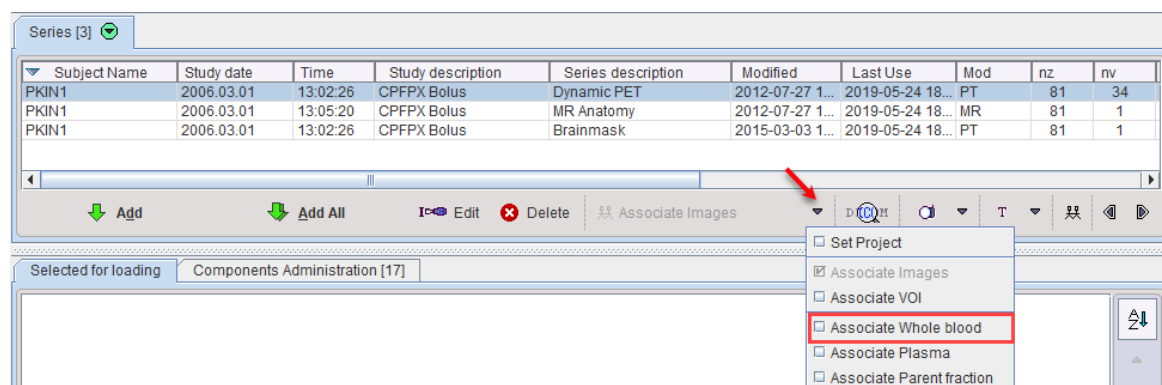 Series [3]
Subject Name Study date Time Study description Series description Modified Last Use Mod nz nv
PKIN1 2006.03.01 13:02:26 CPFPX Bolus Dynamic PET 2012-07-27 1... 2019-05-24 18... PT 81 34
PKIN1 2006.03.01 13:05:20 CPFPX Bolus MR Anatomy 2012-07-27 1... 2019-05-24 18... MR 81 1
PKIN1 2006.03.01 13:02:26 CPFPX Bolus Brainmask 2015-03-03 1... 2019-05-24 18... PT 81 1
Add Add All Edit Delete Associate Images D(C)M T
Set Project
Associate Images
Associate VOI
Associate Whole blood
Associate Plasma
Associate Parent fraction
Selected for loading Components Administration [17]
AZ